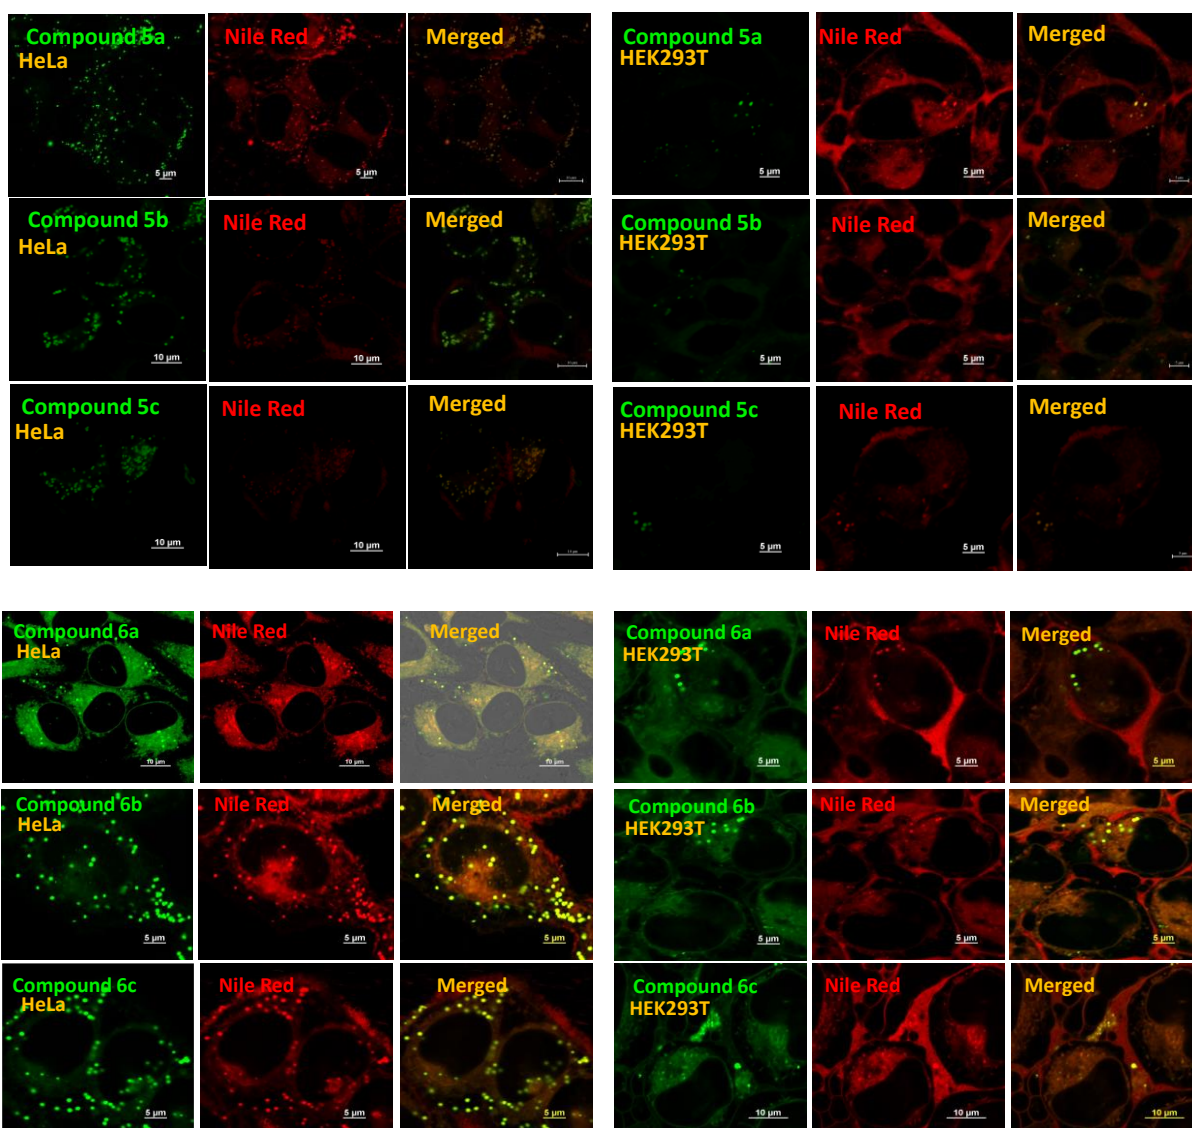 Compound 5a
HeLa
5 µm
Nile Red
5 µm
Merged
Compound 5a
HEK293T
5 µm
Nile Red
5 µm
Merged
Compound 5b
HeLa
10 µm
Nile Red
10 µm
Merged
Compound 5b
HEK293T
5 µm
Nile Red
5 µm
Merged
Compound 5c
HeLa
10 µm
Nile Red
10 µm
Merged
Compound 5c
HEK293T
5 µm
Nile Red
5 µm
Merged
Compound 6a
HeLa
10 µm
Nile Red
10 µm
Merged
10 µm
Compound 6a
HEK293T
5 µm
Nile Red
5 µm
Merged
5 µm
Compound 6b
HeLa
5 µm
Nile Red
5 µm
Merged
5 µm
Compound 6b
HEK293T
5 µm
Nile Red
5 µm
Merged
5 µm
Compound 6c
HeLa
5 µm
Nile Red
5 µm
Merged
5 µm
Compound 6c
HEK293T
10 µm
Nile Red
10 µm
Merged
10 µm